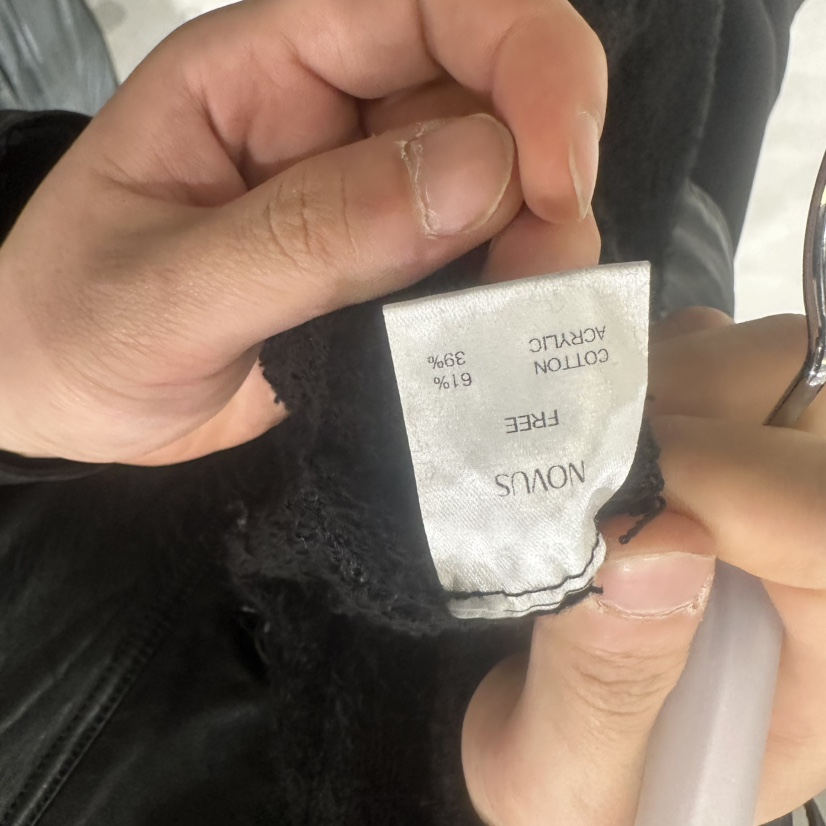 NOVUS
FREE
COTTON 61%
ACRYLIC 39%